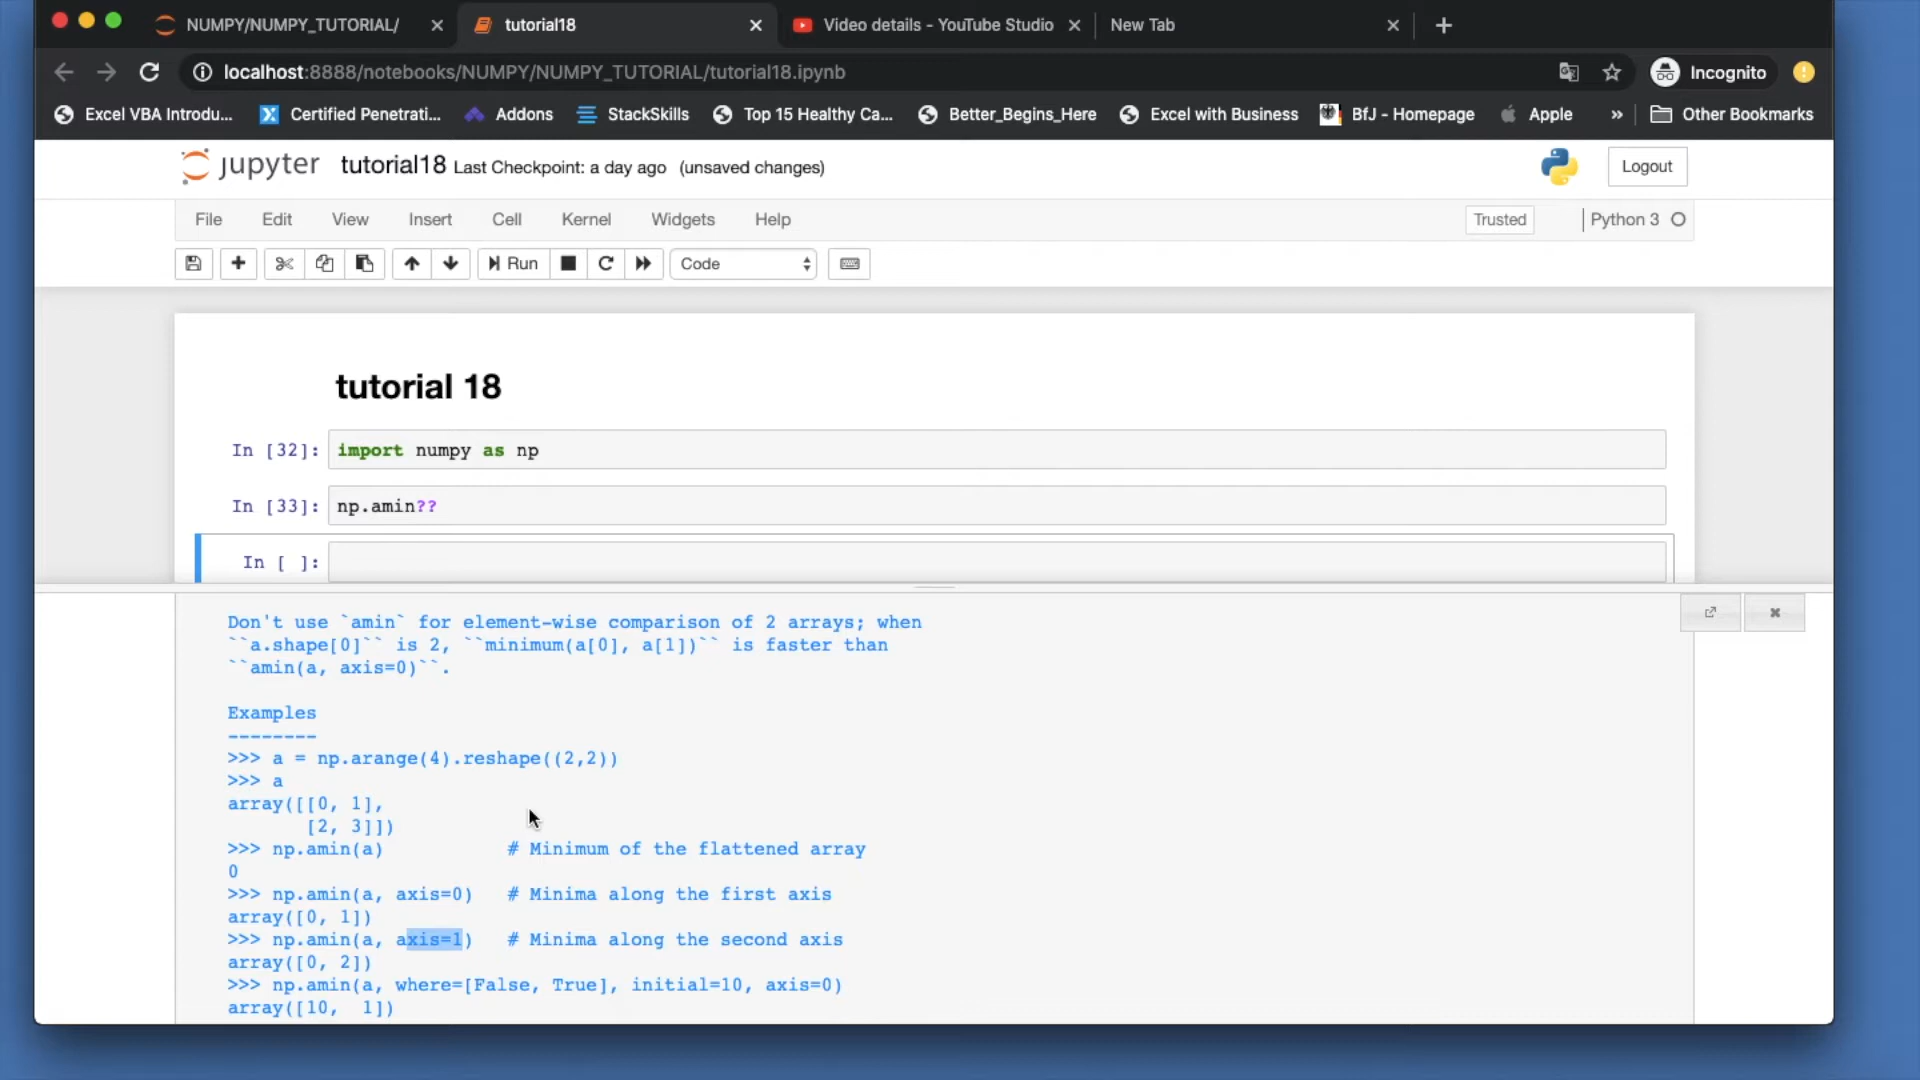 NUMPY/NUMPY_TUTORIAL/
tutorial18
Video details - YouTube Studio
New Tab
localhost:8888/notebooks/NUMPY/NUMPY_TUTORIAL/tutorial18.ipynb
Incognito
Excel VBA Introdu...
Certified Penetrati...
Addons
StackSkills
Top 15 Healthy Ca...
Better_Begins_Here
Excel with Business
BfJ - Homepage
Apple
»
Other Bookmarks
jupyter tutorial18 Last Checkpoint: a day ago (unsaved changes)
Logout
File Edit View Insert Cell Kernel Widgets Help
Trusted
Python 3
Run
Code
tutorial 18
In [32]: import numpy as np
In [33]: np.amin??
In [ ]:
Don't use `amin` for element-wise comparison of 2 arrays; when
``a.shape[0]`` is 2, ``minimum(a[0], a[1])`` is faster than
``amin(a, axis=0)``.
Examples
--------
>>> a = np.arange(4).reshape((2,2))
>>> a
array([[0, 1],
[2, 3]])
>>> np.amin(a) # Minimum of the flattened array
0
>>> np.amin(a, axis=0) # Minima along the first axis
array([0, 1])
>>> np.amin(a, axis=1) # Minima along the second axis
array([0, 2])
>>> np.amin(a, where=[False, True], initial=10, axis=0)
array([10, 1])